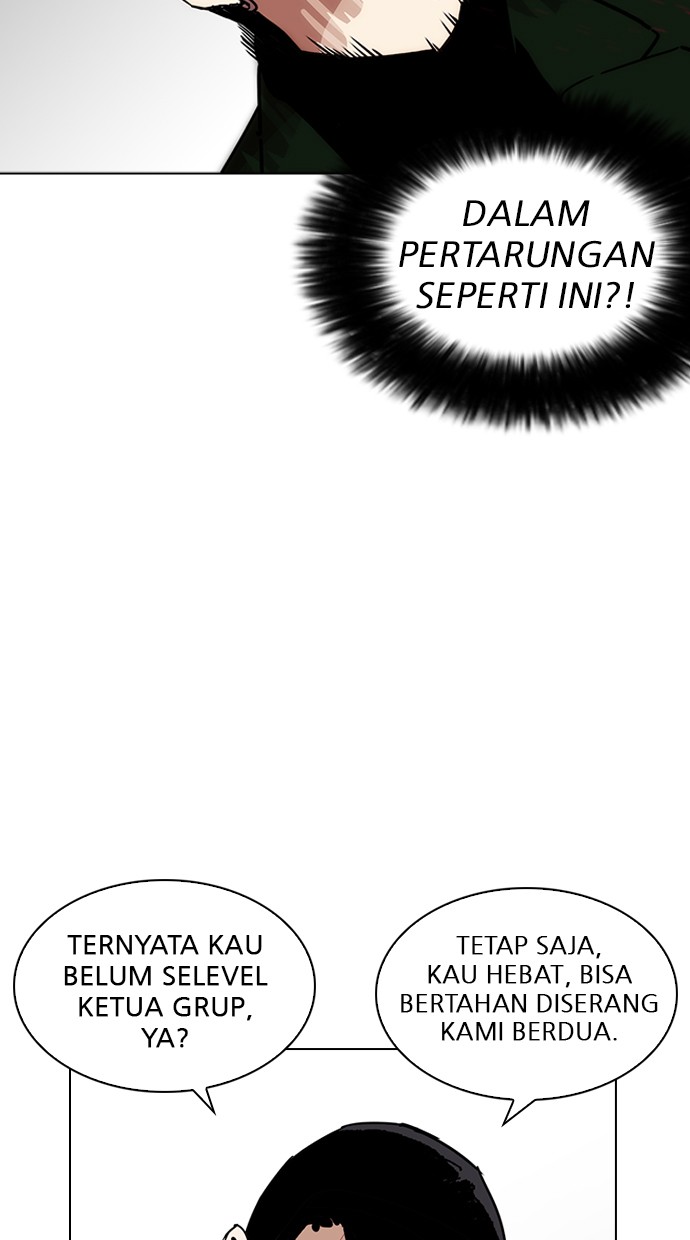 DALAM
PERTARUNGAN
SEPERTI INI?!
TERNYATA KAU
BELUM SELEVEL
KETUA GRUP,
YA?
TETAP SAJA,
KAU HEBAT, BISA
BERTAHAN DISERANG
KAMI BERDUA.